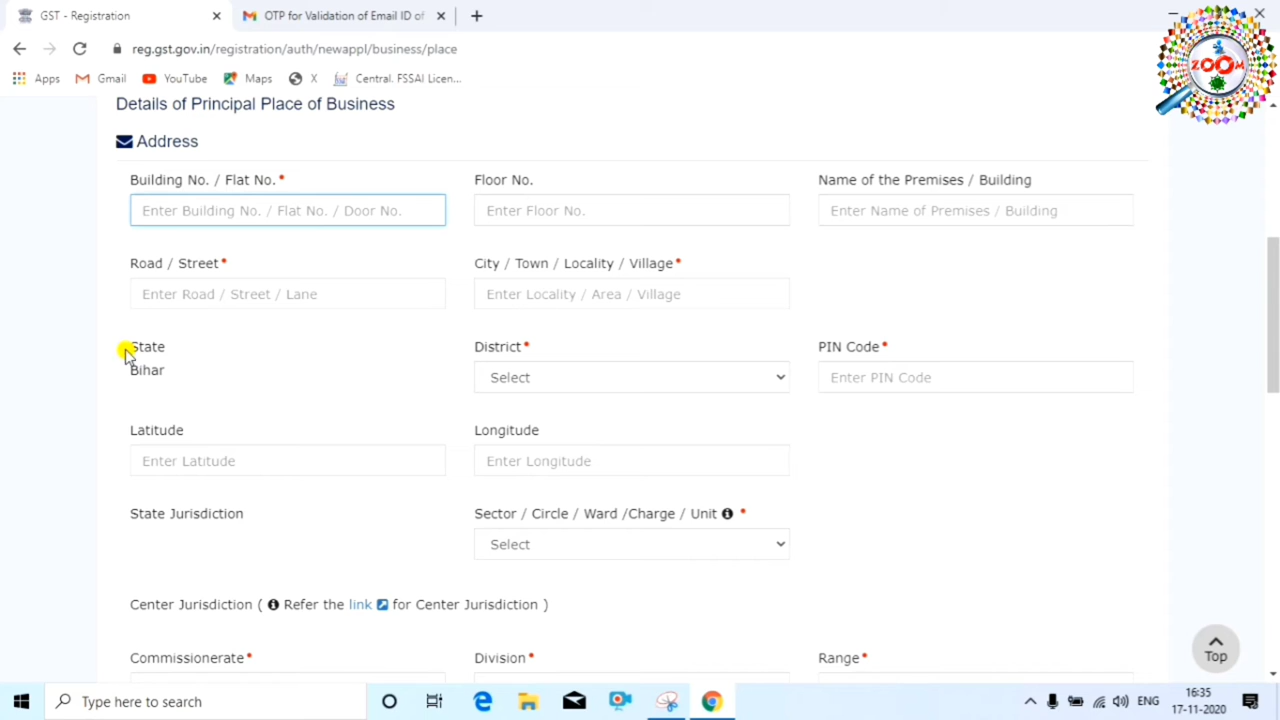 GST - Registration
OTP for Validation of Email ID of
reg.gst.gov.in/registration/auth/newappl/business/place
Apps
Gmail
YouTube
Maps
X
Central. FSSAI Licen...
ZOOM
Details of Principal Place of Business
Address
Building No. / Flat No.*
Floor No.
Name of the Premises / Building
Enter Building No. / Flat No. / Door No.
Enter Floor No.
Enter Name of Premises / Building
Road / Street*
City / Town / Locality / Village*
Enter Road / Street / Lane
Enter Locality / Area / Village
State
District*
PIN Code*
Bihar
Select
Enter PIN Code
Latitude
Longitude
Enter Latitude
Enter Longitude
State Jurisdiction
Sector / Circle / Ward /Charge / Unit *
Select
Center Jurisdiction ( Refer the link for Center Jurisdiction )
Commissionerate*
Division*
Range*
Top
Type here to search
ENG
16:35
17-11-2020